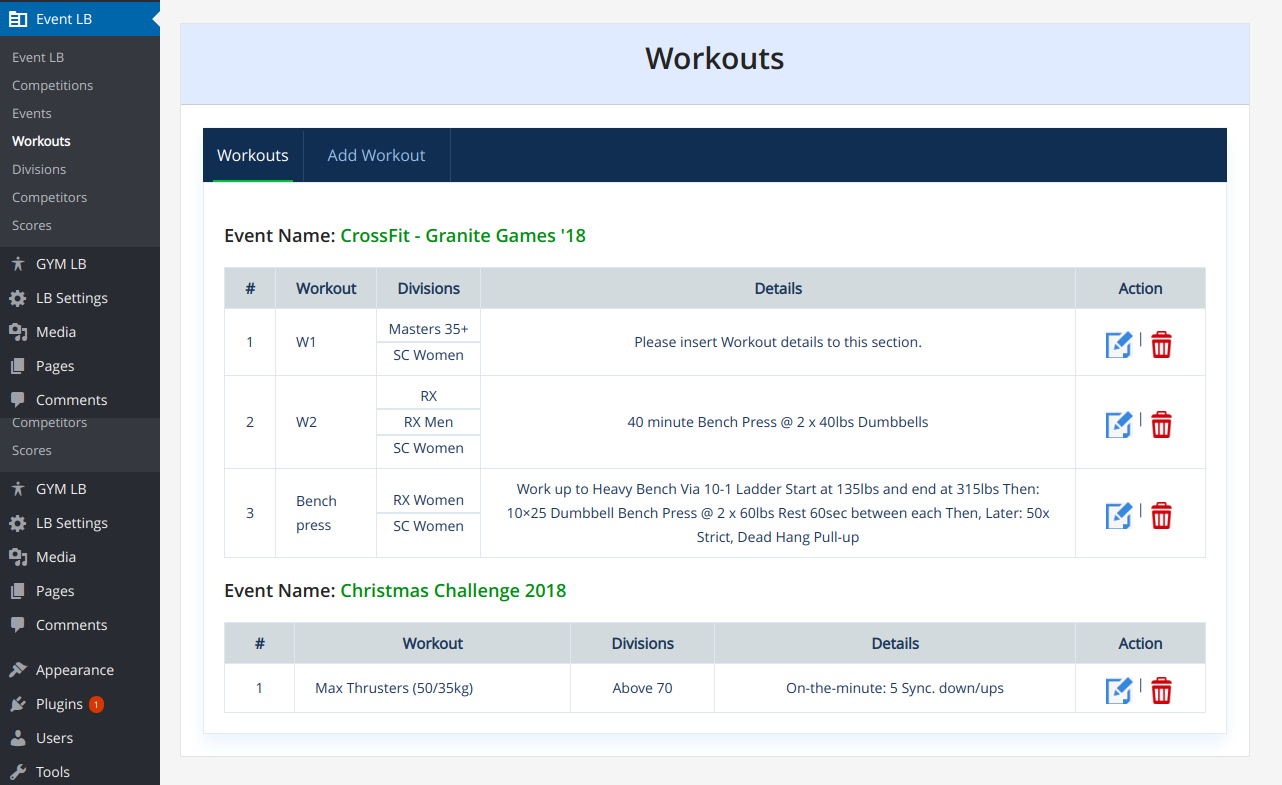 Event LB
Event LB
Competitions
Events
Workouts
Divisions
Competitors
Scores
GYM LB
LB Settings
Media
Pages
Comments
Competitors
Scores
GYM LB
LB Settings
Media
Pages
Comments
Appearance
Plugins 1
Users
Tools
Workouts
Workouts Add Workout
Event Name: CrossFit - Granite Games '18
# Workout Divisions Details Action
1 W1 Masters 35+ Please insert Workout details to this section. |
SC Women
RX
2 W2 RX Men 40 minute Bench Press @ 2 x 40lbs Dumbbells |
SC Women
Work up to Heavy Bench Via 10-1 Ladder Start at 135lbs and end at 315lbs Then:
3 Bench press RX Women 10×25 Dumbbell Bench Press @ 2 x 60lbs Rest 60sec between each Then, Later: 50x |
SC Women Strict, Dead Hang Pull-up
Event Name: Christmas Challenge 2018
# Workout Divisions Details Action
1 Max Thrusters (50/35kg) Above 70 On-the-minute: 5 Sync. down/ups |